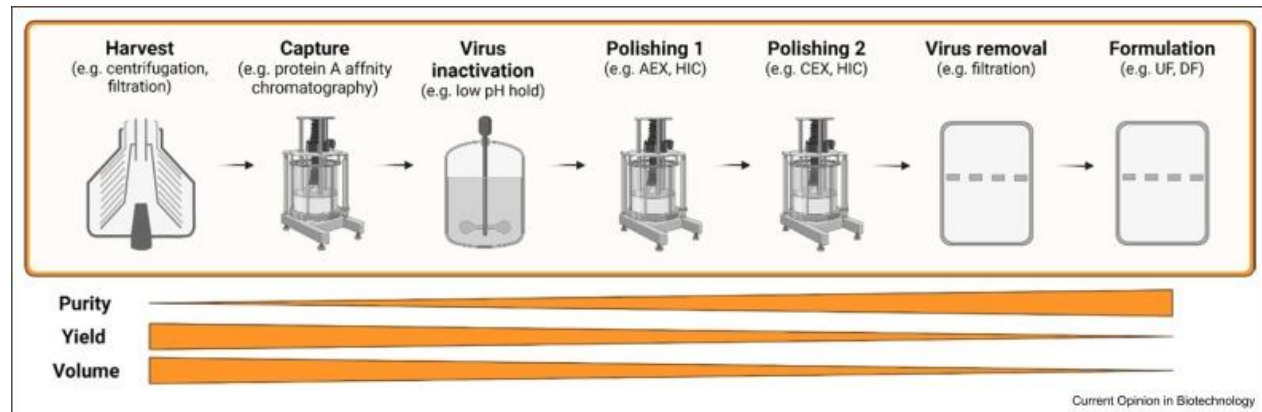 Harvest
(e.g. centrifugation,
filtration)
Capture
(e.g. protein A affnity
chromatography)
Virus
inactivation
(e.g. low pH hold)
Polishing 1
(e.g. AEX, HIC)
Polishing 2
(e.g. CEX, HIC)
Virus removal
(e.g. filtration)
Formulation
(e.g. UF, DF)
Purity
Yield
Volume
Current Opinion in Biotechnology